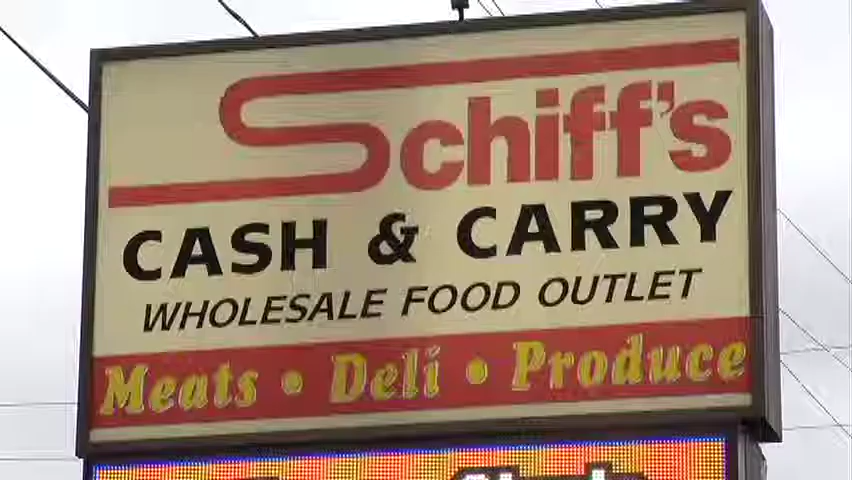 Schiff's
CASH & CARRY
WHOLESALE FOOD OUTLET
Meats • Deli • Produce